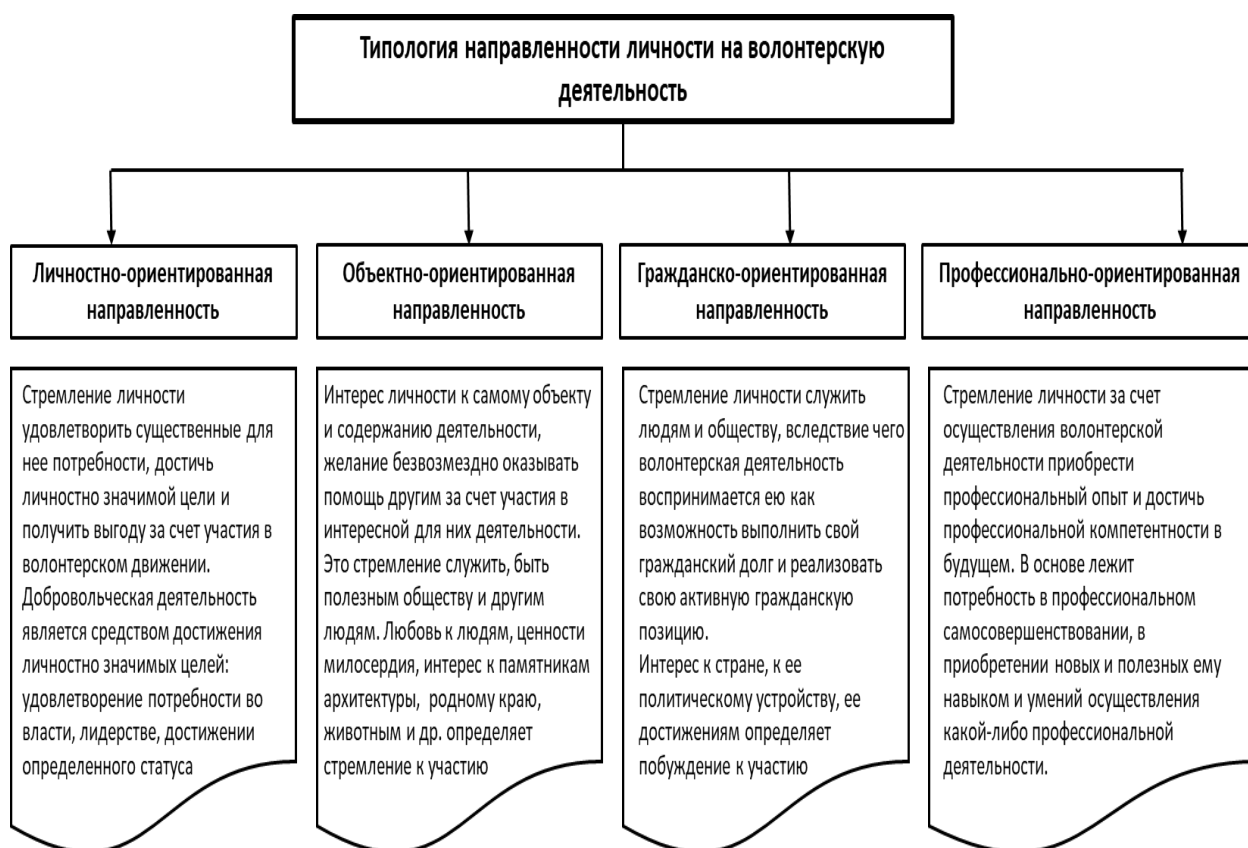 Типология направленности личности на волонтерскую
деятельность
Личностно-ориентированная
направленность
Объектно-ориентированная
направленность
Гражданско-ориентированная
направленность
Профессионально-ориентированная
направленность
Стремление личности
удовлетворить существенные для
нее потребности, достичь
личностно значимой цели и
получить выгоду за счет участия в
волонтерском движении.
Добровольческая деятельность
является средством достижения
личностно значимых целей:
удовлетворение потребности во
власти, лидерстве, достижении
определенного статуса
Интерес личности к самому объекту
и содержанию деятельности,
желание безвозмездно оказывать
помощь другим за счет участия в
интересной для них деятельности.
Это стремление служить, быть
полезным обществу и другим
людям. Любовь к людям, ценности
милосердия, интерес к памятникам
архитектуры, родному краю,
животным и др. определяет
стремление к участию
Стремление личности служить
людям и обществу, вследствие чего
волонтерская деятельность
воспринимается ею как
возможность выполнить свой
гражданский долг и реализовать
свою активную гражданскую
позицию.
Интерес к стране, к ее
политическому устройству, ее
достижениям определяет
побуждение к участию
Стремление личности за счет
осуществления волонтерской
деятельности приобрести
профессиональный опыт и достичь
профессиональной компетентности в
будущем. В основе лежит
потребность в профессиональном
самосовершенствовании, в
приобретении новых и полезных ему
навыком и умений осуществления
какой-либо профессиональной
деятельности.